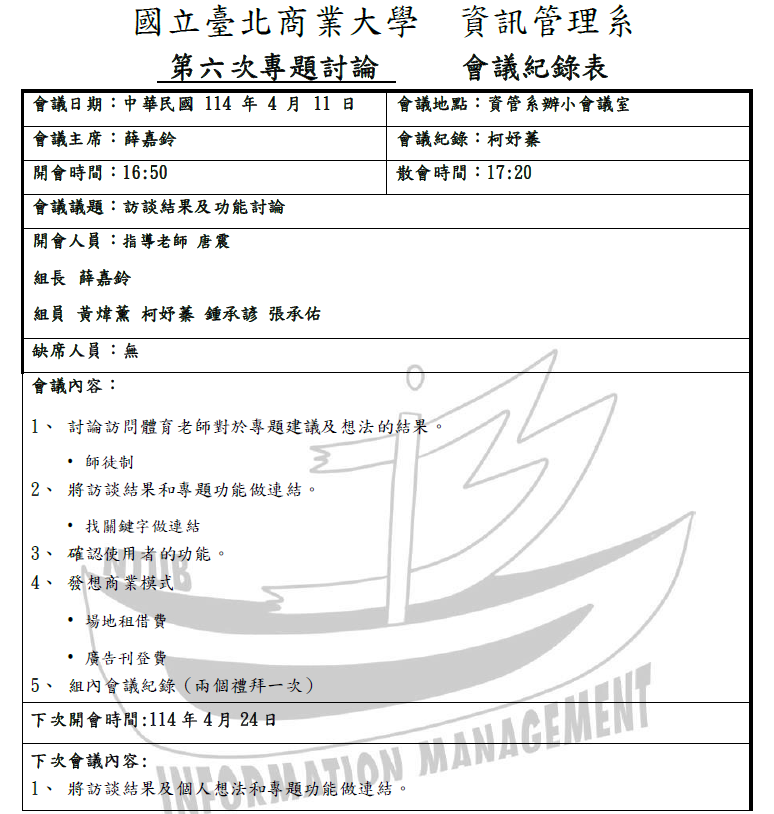 國立臺北商業大學 資訊管理系
第六次專題討論 會議紀錄表
會議日期：中華民國 114 年 4 月 11 日 會議地點：資管系辦小會議室
會議主席：薛嘉鈴 會議紀錄：柯妤蓁
開會時間：16:50 散會時間：17:20
會議議題：訪談結果及功能討論
開會人員：指導老師 唐震
組長 薛嘉鈴
組員 黃煒薰 柯妤蓁 鍾承諺 張承佑
缺席人員：無
會議內容：
1、 討論訪問體育老師對於專題建議及想法的結果。
• 師徒制
2、 將訪談結果和專題功能做連結。
• 找關鍵字做連結
3、 確認使用者的功能。
4、 發想商業模式
• 場地租借費
• 廣告刊登費
5、 組內會議紀錄（兩個禮拜一次）
下次開會時間:114 年 4 月 24 日
下次會議內容:
1、 將訪談結果及個人想法和專題功能做連結。
NTUB
INFORMATION MANAGEMENT